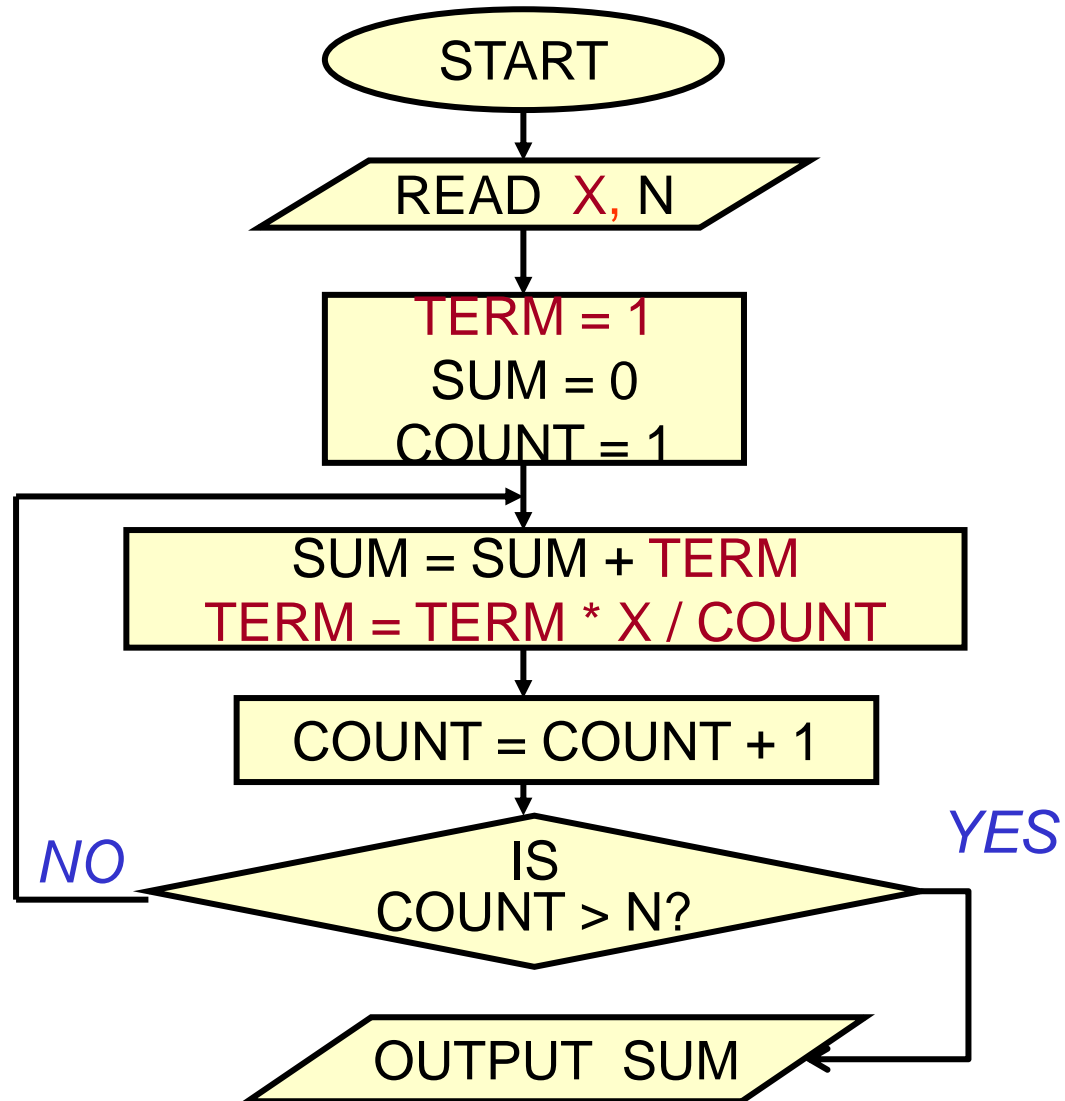 START
READ X, N
TERM = 1
SUM = 0
COUNT = 1
SUM = SUM + TERM
TERM = TERM * X / COUNT
COUNT = COUNT + 1
IS
COUNT > N?
NO
YES
OUTPUT SUM